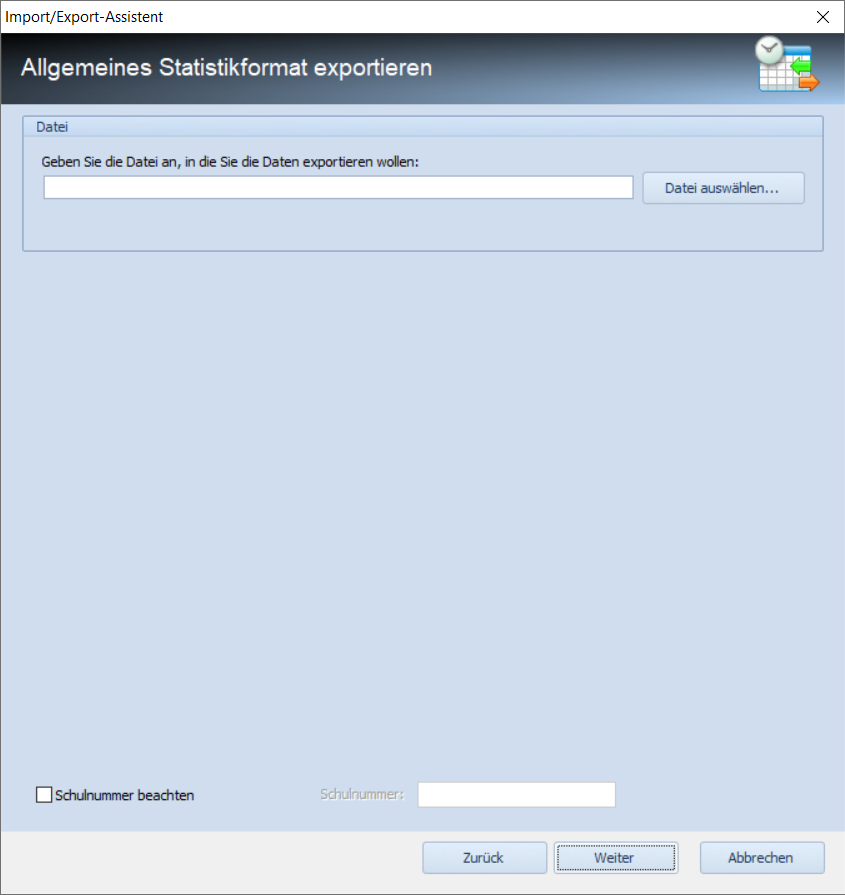 Import/Export-Assistent
Allgemeines Statistikformat exportieren
Datei
Geben Sie die Datei an, in die Sie die Daten exportieren wollen:
Datei auswählen...
Schulnummer beachten Schulnummer:
Zurück Weiter Abbrechen